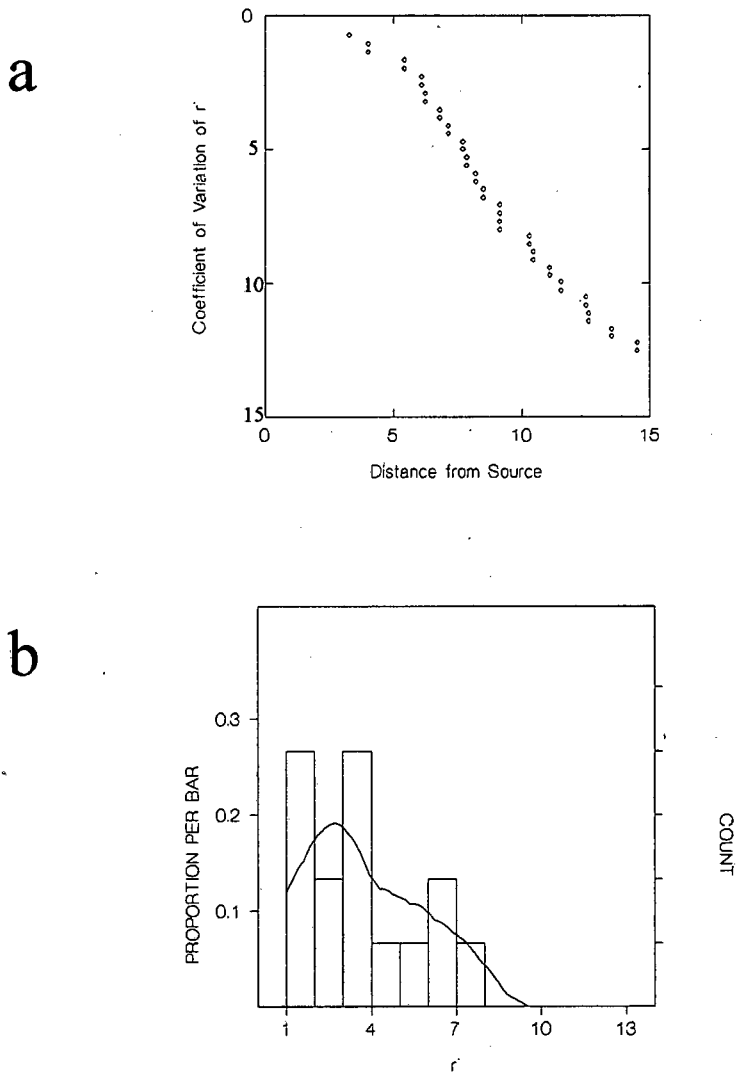 a
0
5
10
15
Coefficient of Variation of r
0 5 10 15
Distance from Source
b
0.3
0.2
0.1
PROPORTION PER BAR
COUNT
1 4 7 10 13
r